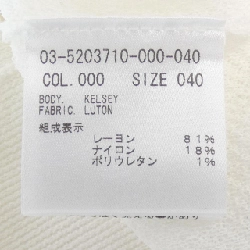 03-5203710-000-040
COL.000 SIZE 040
BODY. KELSEY
FABRIC. LUTON
組成表示
レーヨン 81%
ナイロン 18%
ポリウレタン 1%